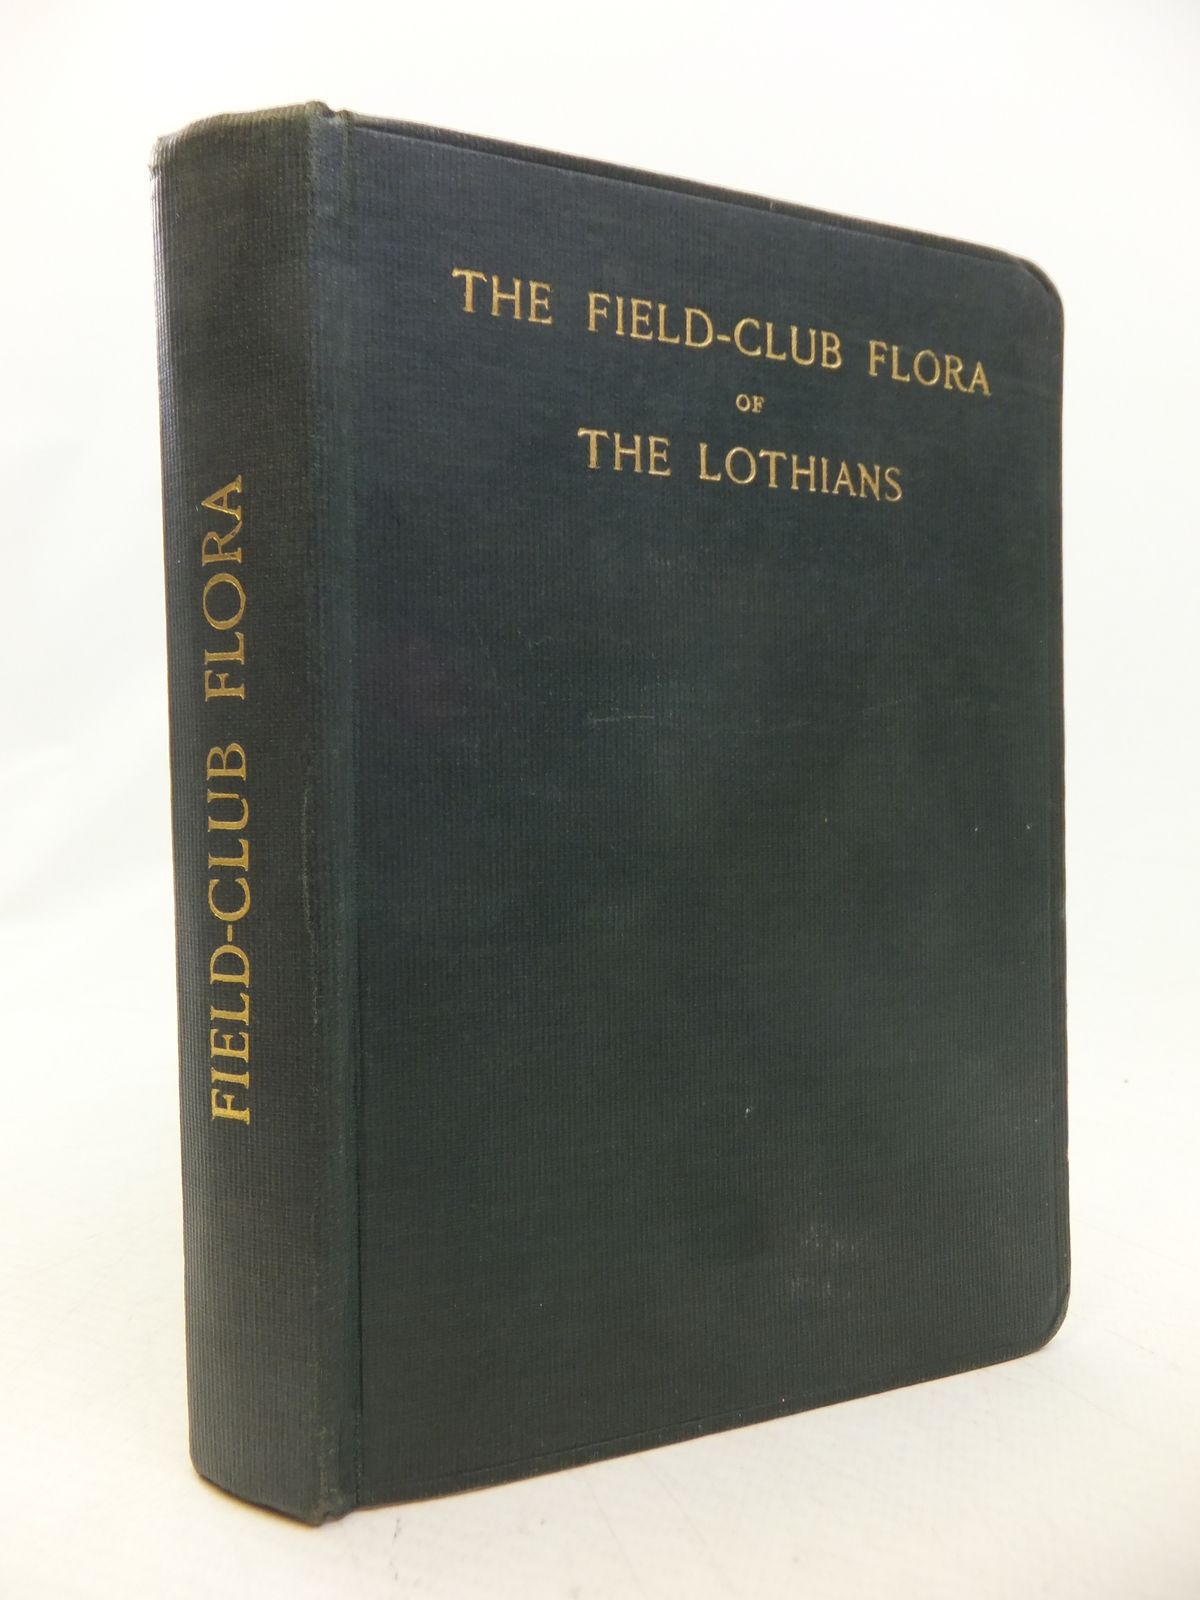 THE FIELD-CLUB FLORA
OF
THE LOTHIANS
FIELD-CLUB FLORA